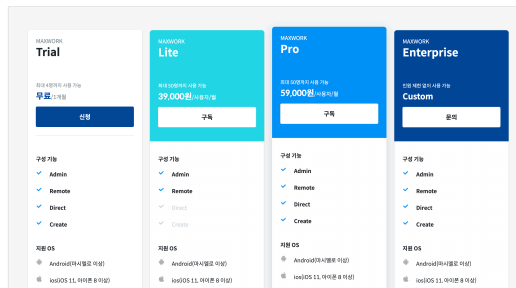 MAXWORK
Trial
최대 4명까지 사용 가능
무료/1개월
신청
구성 기능
Admin
Remote
Direct
Create
지원 OS
Android(마시멜로 이상)
ios(iOS 11, 아이폰 8 이상)
MAXWORK
Lite
최대 50명까지 사용 가능
39,000원/사용자/월
구독
구성 기능
Admin
Remote
Direct
Create
지원 OS
Android(마시멜로 이상)
ios(iOS 11, 아이폰 8 이상)
MAXWORK
Pro
최대 50명까지 사용 가능
59,000원/사용자/월
구독
구성 기능
Admin
Remote
Direct
Create
지원 OS
Android(마시멜로 이상)
ios(iOS 11, 아이폰 8 이상)
MAXWORK
Enterprise
인원 제한 없이 사용 가능
Custom
문의
구성 기능
Admin
Remote
Direct
Create
지원 OS
Android(마시멜로 이상)
ios(iOS 11, 아이폰 8 이상)